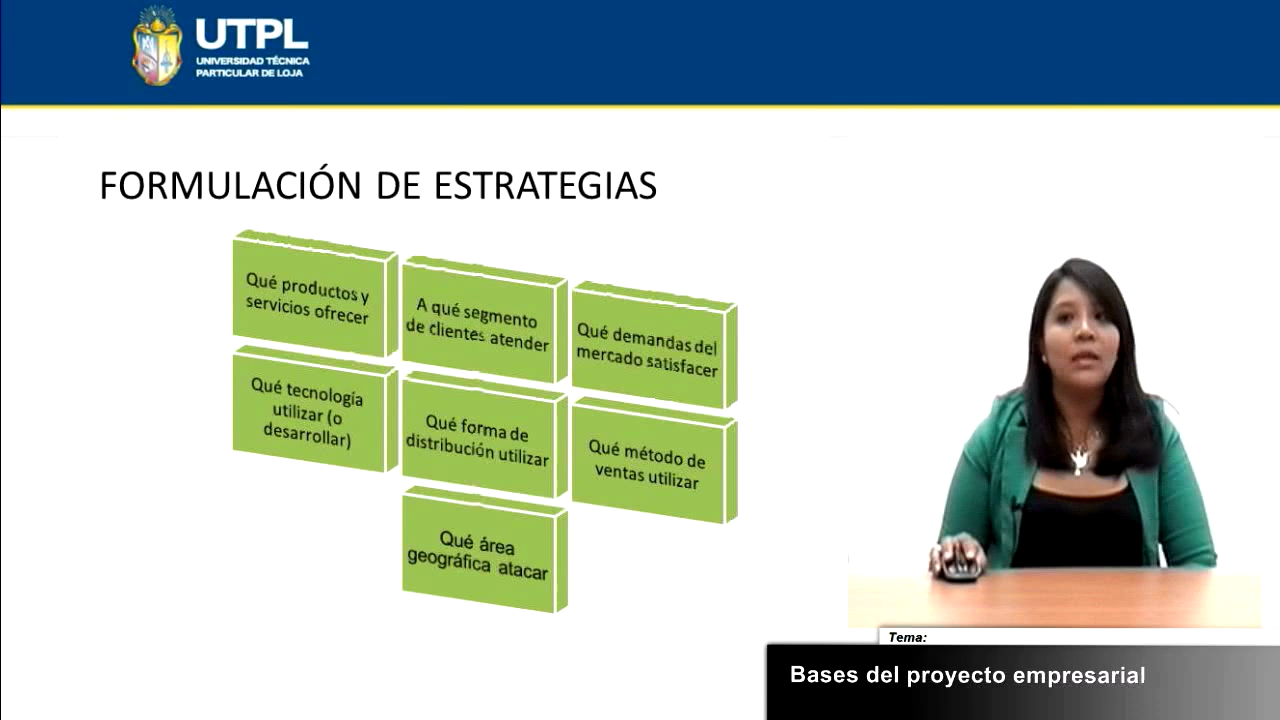 UTPL
UNIVERSIDAD TÉCNICA
PARTICULAR DE LOJA
FORMULACIÓN DE ESTRATEGIAS
Qué productos y
servicios ofrecer
A qué segmento
de clientes atender
Qué demandas del
mercado satisfacer
Qué tecnología
utilizar (o
desarrollar)
Qué forma de
distribución utilizar
Qué método de
ventas utilizar
Qué área
geográfica atacar
Tema:
Bases del proyecto empresarial